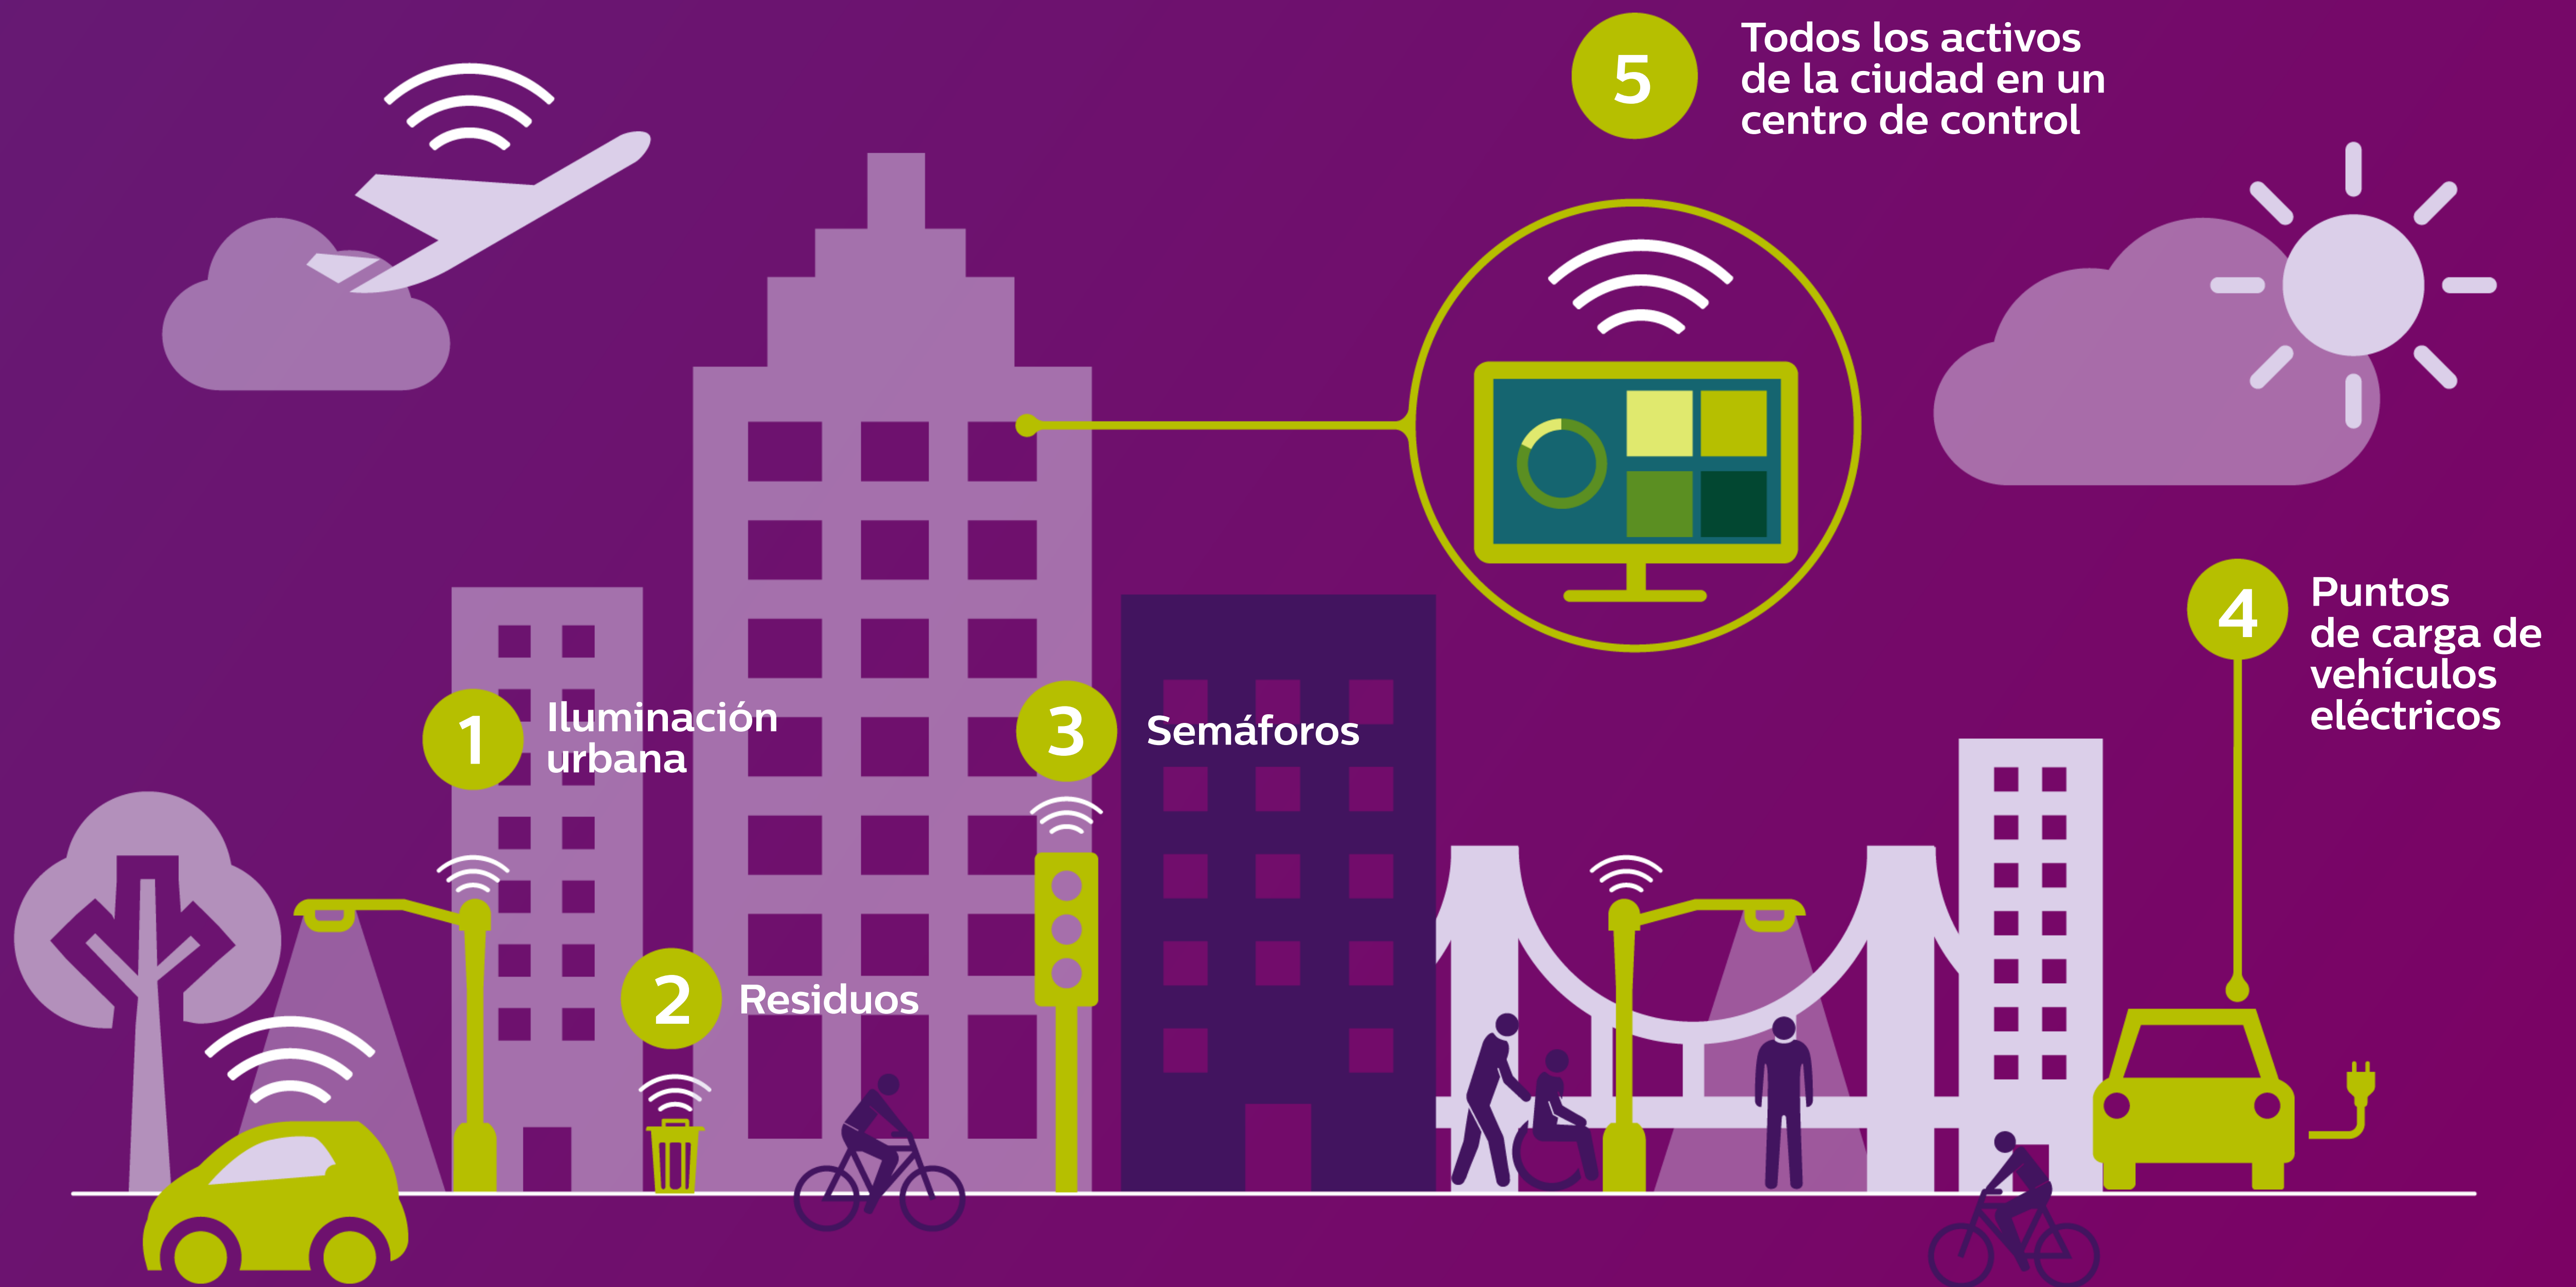 5
Todos los activos
de la ciudad en un
centro de control
4
Puntos
de carga de
vehículos
eléctricos
1
Iluminación
urbana
3
Semáforos
2
Residuos